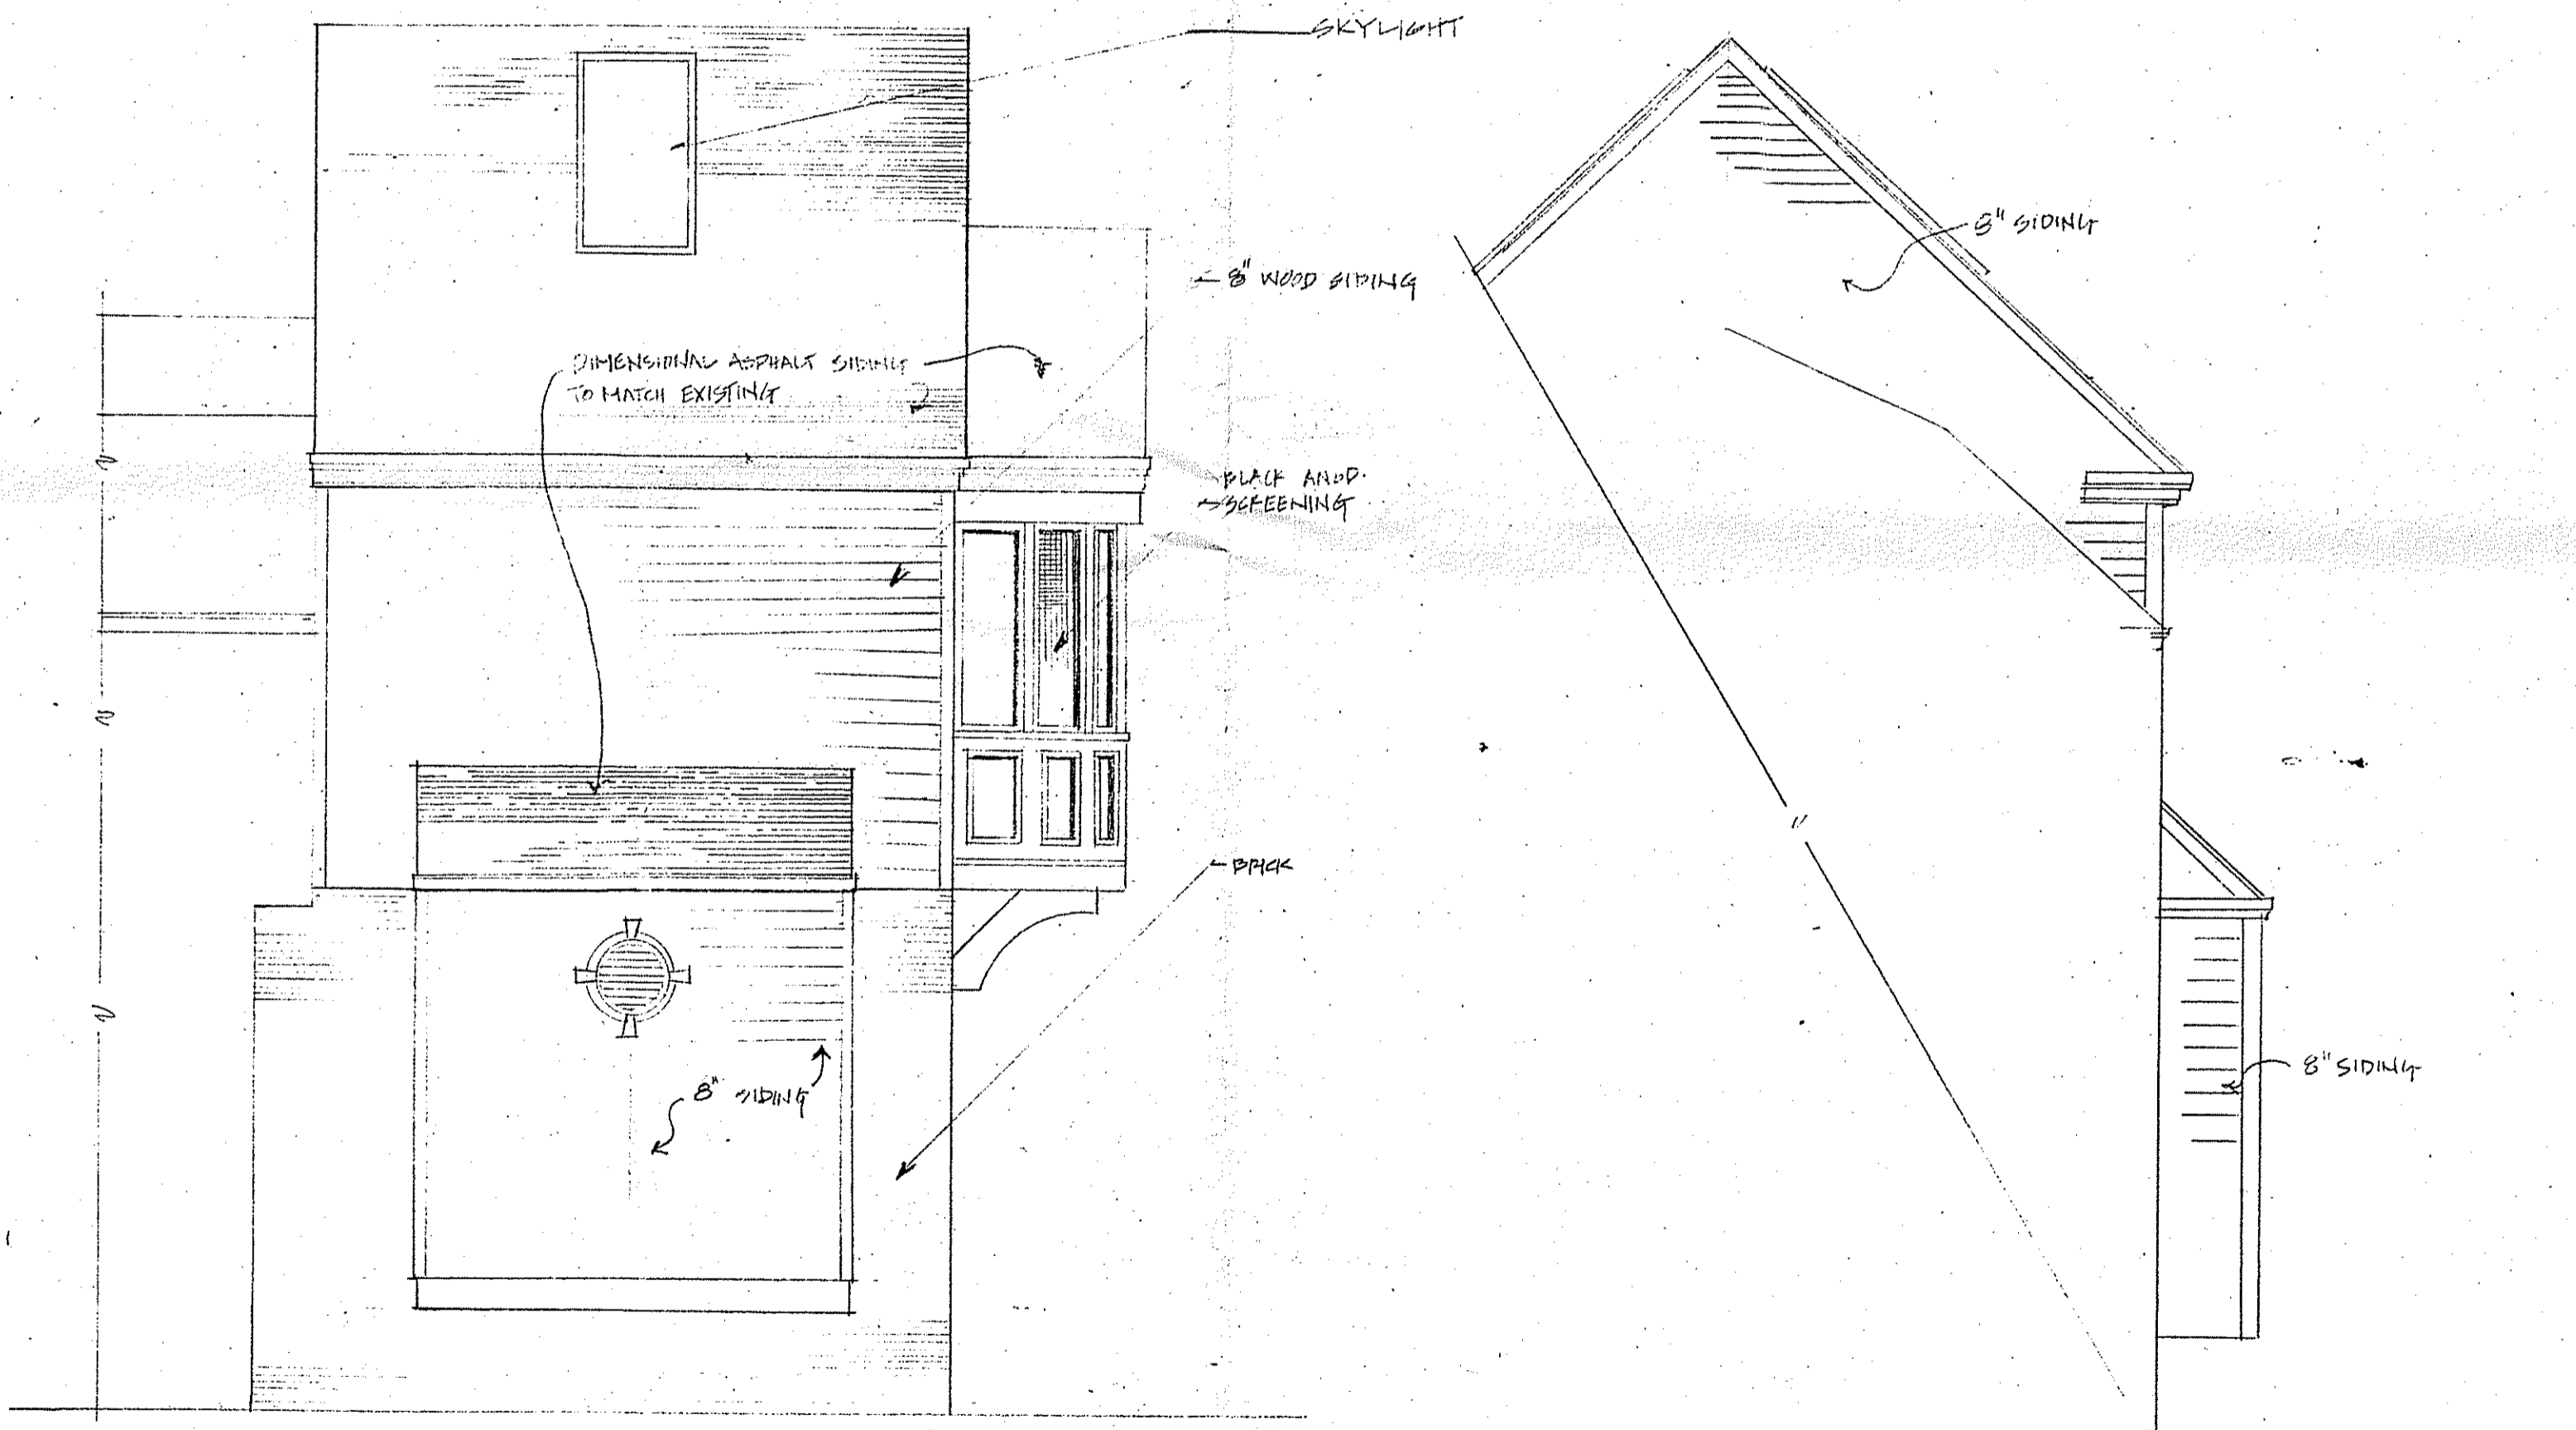 SKYLIGHT
8" SIDING
8" WOOD SIDING
DIMENSIONAL ASPHALT SIDING
TO MATCH EXISTING
BLACK ANOD.
SCREENING
BRICK
8" SIDING
8" SIDING